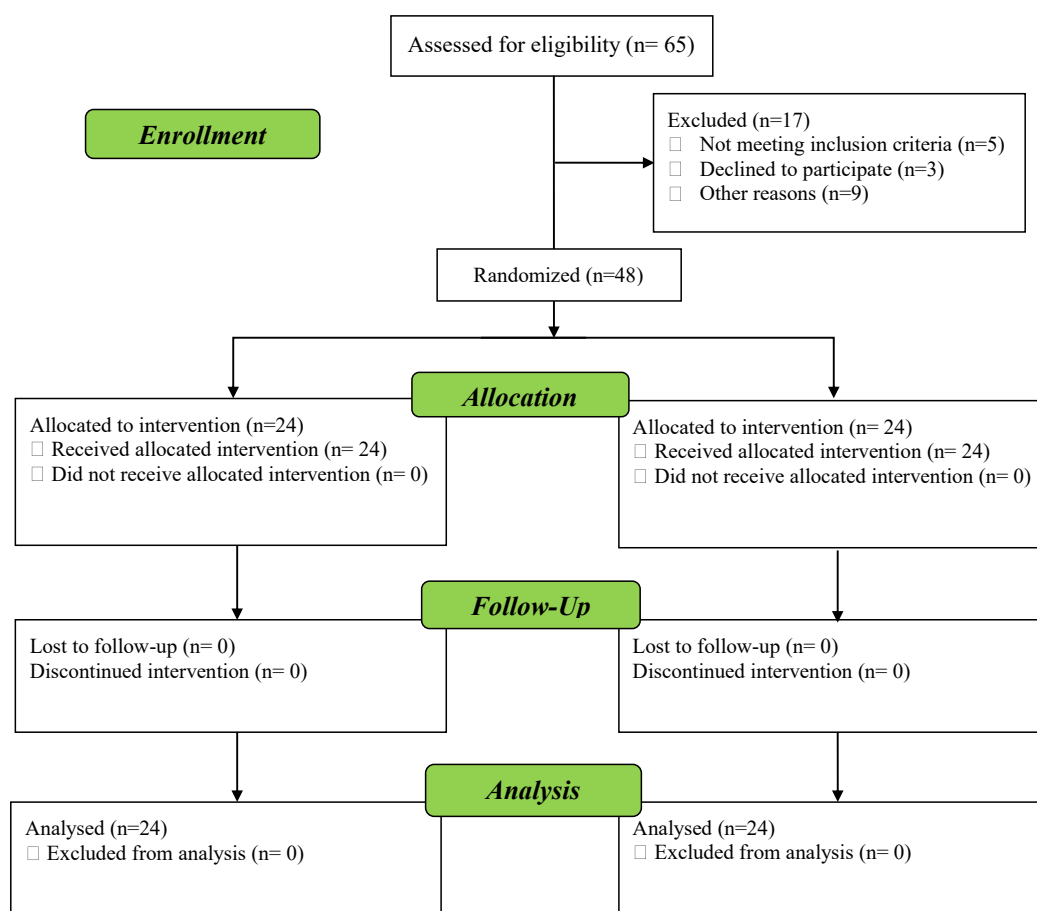 Assessed for eligibility (n= 65)
Enrollment
Excluded (n=17)
□ Not meeting inclusion criteria (n=5)
□ Declined to participate (n=3)
□ Other reasons (n=9)
Randomized (n=48)
Allocation
Allocated to intervention (n=24)
□ Received allocated intervention (n= 24)
□ Did not receive allocated intervention (n= 0)
Allocated to intervention (n= 24)
□ Received allocated intervention (n= 24)
□ Did not receive allocated intervention (n= 0)
Follow-Up
Lost to follow-up (n= 0)
Discontinued intervention (n= 0)
Lost to follow-up (n= 0)
Discontinued intervention (n= 0)
Analysis
Analysed (n=24)
□ Excluded from analysis (n= 0)
Analysed (n=24)
□ Excluded from analysis (n= 0)